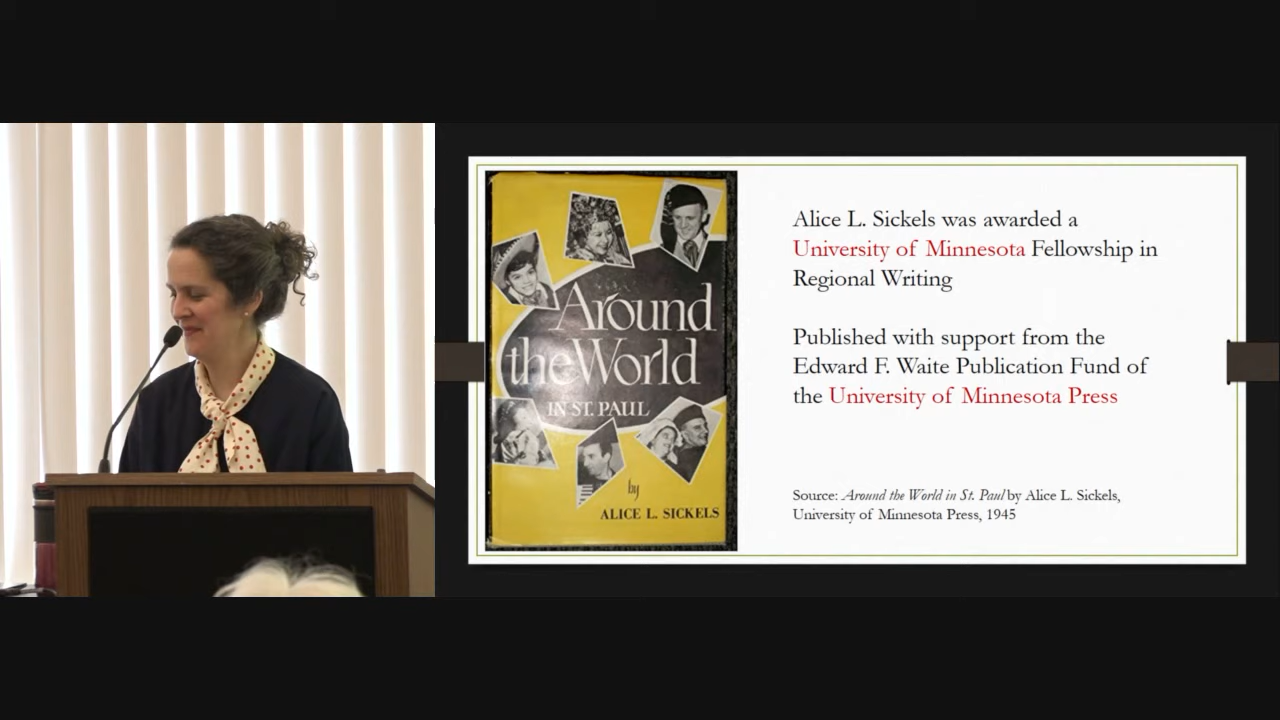 Around
the World
IN ST. PAUL
by
ALICE L. SICKELS
Alice L. Sickels was awarded a
University of Minnesota Fellowship in
Regional Writing
Published with support from the
Edward F. Waite Publication Fund of
the University of Minnesota Press
Source: Around the World in St. Paul by Alice L. Sickels,
University of Minnesota Press, 1945